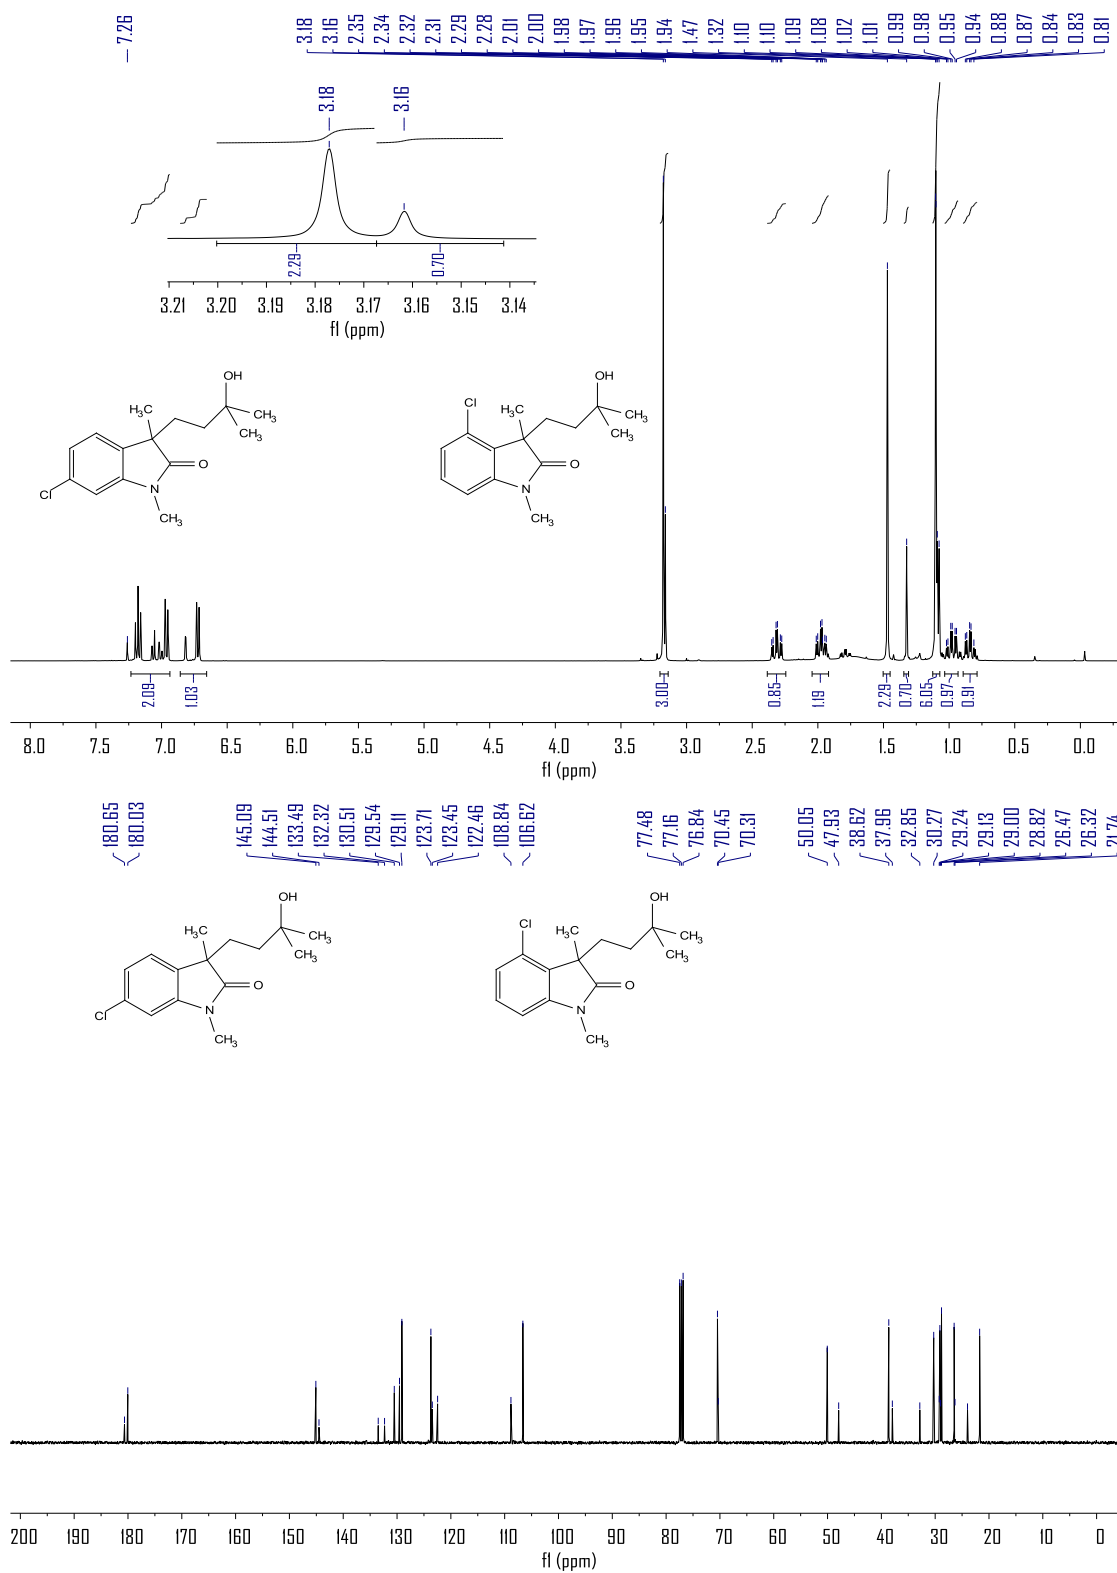 7.26
3.18
3.16
2.35
2.34
2.32
2.31
2.29
2.28
2.01
2.00
1.98
1.97
1.96
1.95
1.94
1.47
1.32
1.10
1.10
1.09
1.08
1.02
1.01
0.99
0.98
0.95
0.94
0.88
0.87
0.84
0.83
0.81
3.18
3.16
2.29
0.70
3.21 3.20 3.19 3.18 3.17 3.16 3.15 3.14
f1 (ppm)
OH
H3C
CH3
CH3
O
N
Cl
CH3
OH
Cl
CH3
CH3
CH3
O
N
CH3
2.09
1.03
3.00
0.85
1.19
2.29
0.70
6.05
0.97
0.91
8.0 7.5 7.0 6.5 6.0 5.5 5.0 4.5 4.0 3.5 3.0 2.5 2.0 1.5 1.0 0.5 0.0
f1 (ppm)
180.65
180.03
145.09
144.51
133.49
132.32
130.51
129.54
129.11
123.71
123.45
122.46
108.84
106.62
77.48
77.16
76.84
70.45
70.31
50.05
47.93
38.62
37.96
32.85
30.27
29.24
29.13
29.00
28.82
26.47
26.32
21.74
OH
H3C
CH3
CH3
O
N
Cl
CH3
OH
Cl
CH3
CH3
CH3
O
N
CH3
200 190 180 170 160 150 140 130 120 110 100 90 80 70 60 50 40 30 20 10 0
f1 (ppm)